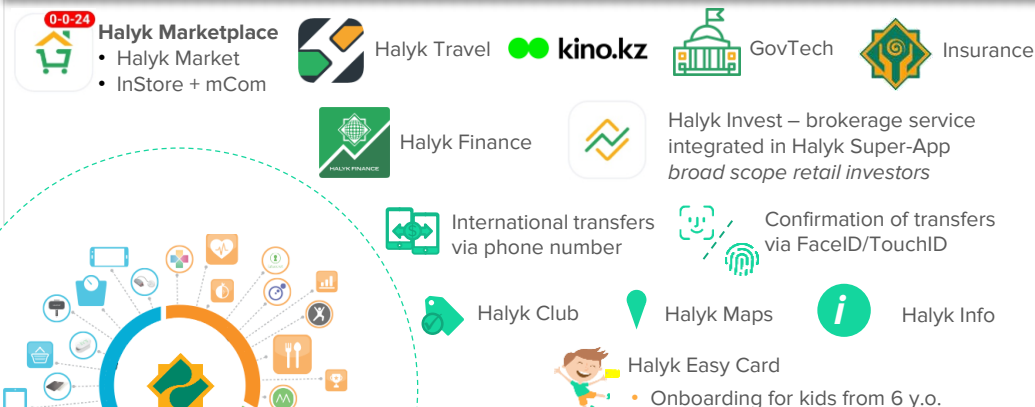 0-0-24
Halyk Marketplace
• Halyk Market
• InStore + mCom
Halyk Travel
kino.kz
GovTech
Insurance
HALYK FINANCE
Halyk Finance
Halyk Invest – brokerage service
integrated in Halyk Super-App
broad scope retail investors
International transfers
via phone number
Confirmation of transfers
via FaceID/TouchID
Halyk Club
Halyk Maps
i
Halyk Info
Halyk Easy Card
• Onboarding for kids from 6 y.o.